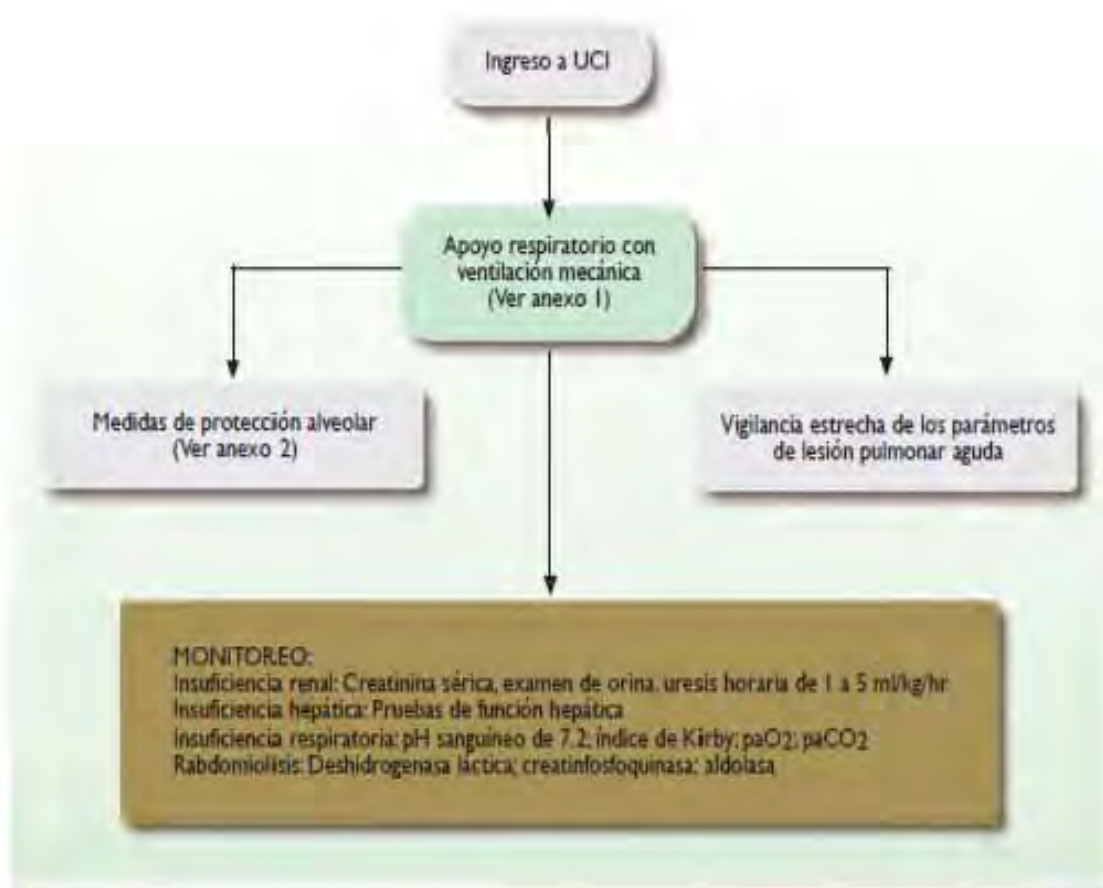 Ingreso a UCI
Apoyo respiratorio con
ventilación mecánica
(Ver anexo 1)
Medidas de protección alveolar
(Ver anexo 2)
Vigilancia estrecha de los parámetros
de lesión pulmonar aguda
MONITOREO:
Insuficiencia renal: Creatinina sérica, examen de orina, uresis horaria de 1 a 5 ml/kg/hr
Insuficiencia hepática: Pruebas de función hepática
Insuficiencia respiratoria: pH sanguíneo de 7.2; índice de Kirby; paO2; paCO2
Rabdomiolisis: Deshidrogenasa láctica; creatinfosfoquinasa; aldolasa